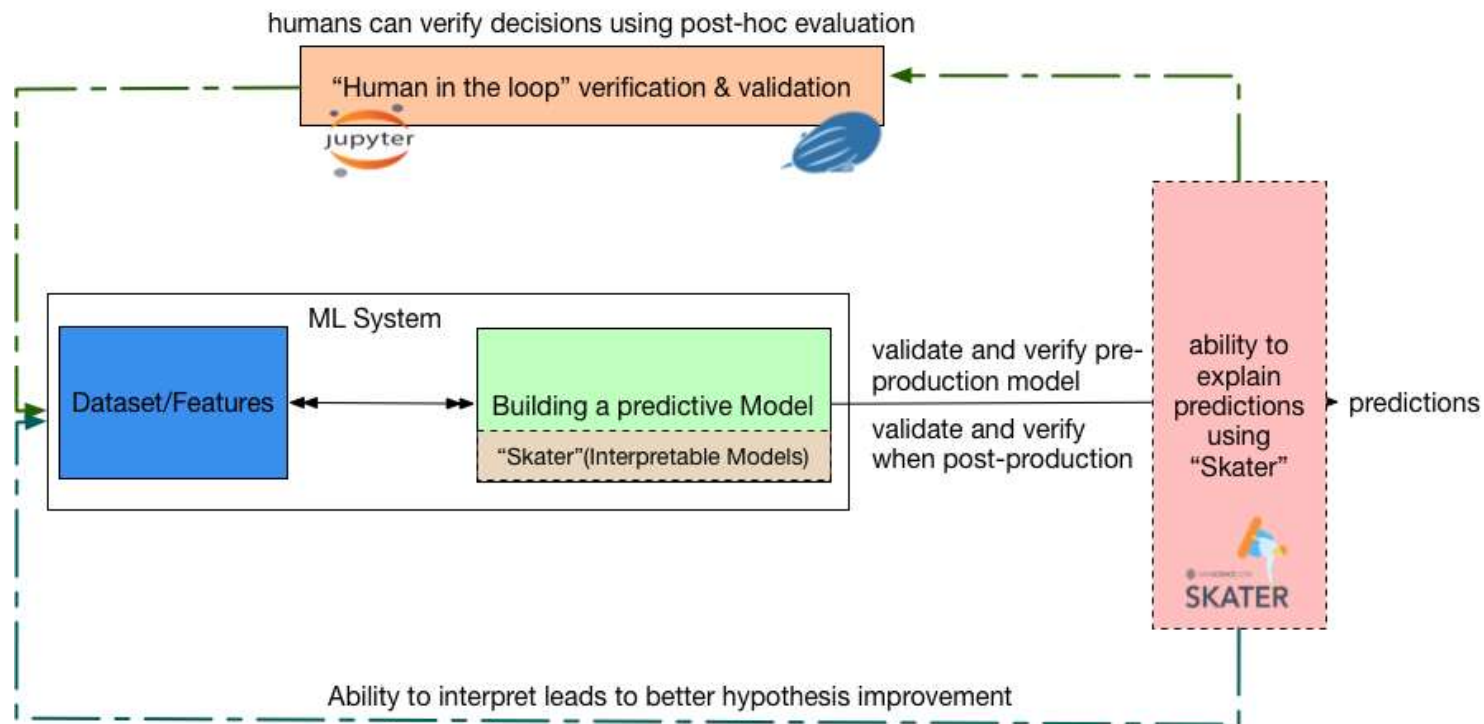 humans can verify decisions using post-hoc evaluation
“Human in the loop” verification & validation
jupyter
ML System
Dataset/Features
Building a predictive Model
“Skater”(Interpretable Models)
validate and verify pre-
production model
validate and verify
when post-production
ability to
explain
predictions
using
“Skater”
SKATER
predictions
Ability to interpret leads to better hypothesis improvement